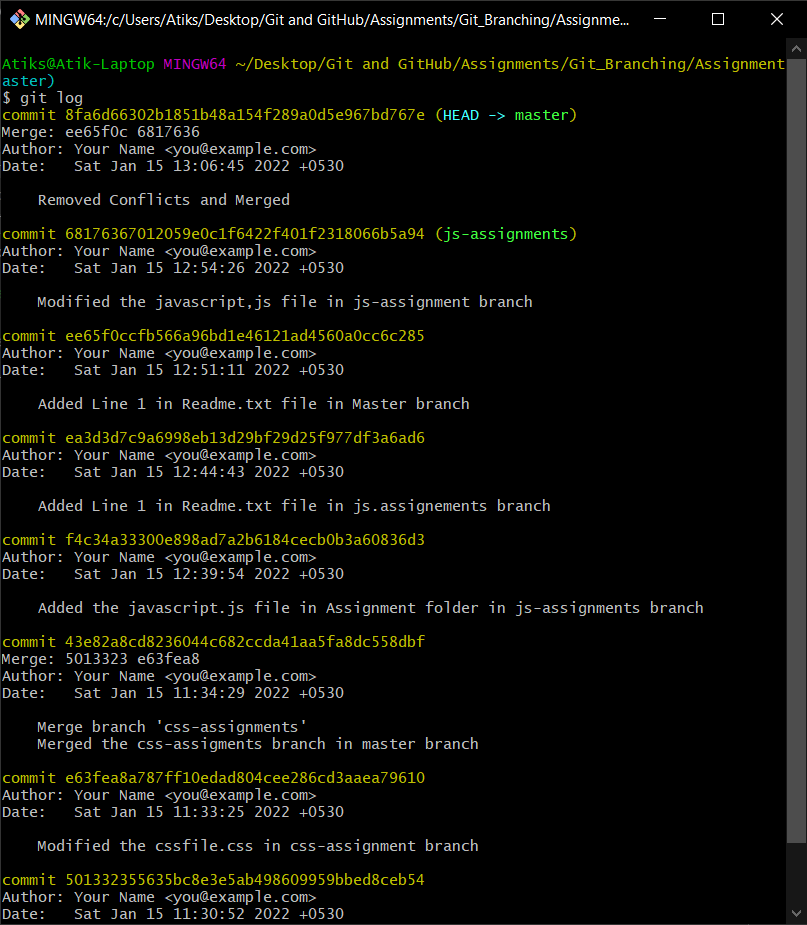 MINGW64:/c/Users/Atiks/Desktop/Git and GitHub/Assignments/Git_Branching/Assignme...
Atiks@Atik-Laptop MINGW64 ~/Desktop/Git and GitHub/Assignments/Git_Branching/Assignment
aster)
$ git log
commit 8fa6d66302b1851b48a154f289a0d5e967bd767e (HEAD -> master)
Merge: ee65f0c 6817636
Author: Your Name <you@example.com>
Date:   Sat Jan 15 13:06:45 2022 +0530
    Removed Conflicts and Merged
commit 68176367012059e0c1f6422f401f2318066b5a94 (js-assignments)
Author: Your Name <you@example.com>
Date:   Sat Jan 15 12:54:26 2022 +0530
    Modified the javascript,js file in js-assignment branch
commit ee65f0ccfb566a96bd1e46121ad4560a0cc6c285
Author: Your Name <you@example.com>
Date:   Sat Jan 15 12:51:11 2022 +0530
    Added Line 1 in Readme.txt file in Master branch
commit ea3d3d7c9a6998eb13d29bf29d25f977df3a6ad6
Author: Your Name <you@example.com>
Date:   Sat Jan 15 12:44:43 2022 +0530
    Added Line 1 in Readme.txt file in js.assignements branch
commit f4c34a33300e898ad7a2b6184cecb0b3a60836d3
Author: Your Name <you@example.com>
Date:   Sat Jan 15 12:39:54 2022 +0530
    Added the javascript.js file in Assignment folder in js-assignments branch
commit 43e82a8cd8236044c682ccda41aa5fa8dc558dbf
Merge: 5013323 e63fea8
Author: Your Name <you@example.com>
Date:   Sat Jan 15 11:34:29 2022 +0530
    Merge branch 'css-assignments'
    Merged the css-assigments branch in master branch
commit e63fea8a787ff10edad804cee286cd3aaea79610
Author: Your Name <you@example.com>
Date:   Sat Jan 15 11:33:25 2022 +0530
    Modified the cssfile.css in css-assignment branch
commit 501332355635bc8e3e5ab498609959bbed8ceb54
Author: Your Name <you@example.com>
Date:   Sat Jan 15 11:30:52 2022 +0530